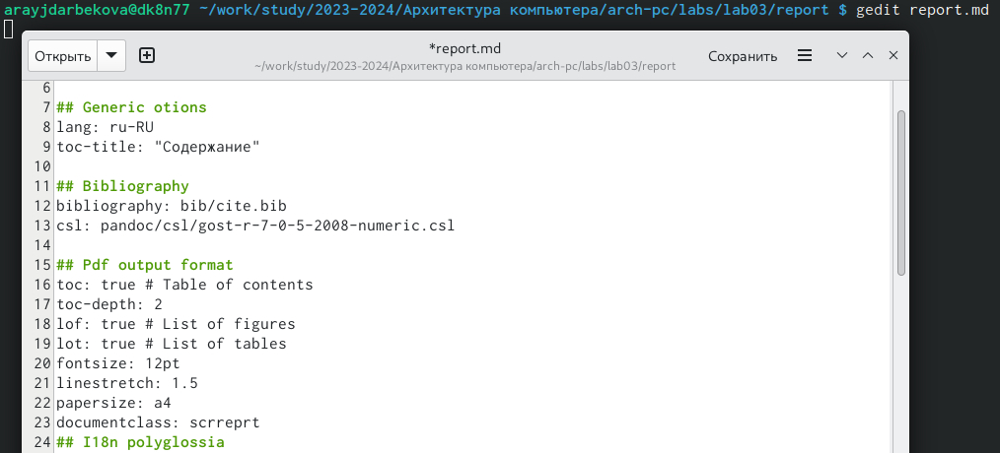 arayjdarbekova@dk8n77 ~/work/study/2023-2024/Архитектура компьютера/arch-pc/labs/lab03/report $ gedit report.md
Открыть
*report.md
~/work/study/2023-2024/Архитектура компьютера/arch-pc/labs/lab03/report
Сохранить
6
7 ## Generic otions
8 lang: ru-RU
9 toc-title: "Содержание"
10
11 ## Bibliography
12 bibliography: bib/cite.bib
13 csl: pandoc/csl/gost-r-7-0-5-2008-numeric.csl
14
15 ## Pdf output format
16 toc: true # Table of contents
17 toc-depth: 2
18 lof: true # List of figures
19 lot: true # List of tables
20 fontsize: 12pt
21 linestretch: 1.5
22 papersize: a4
23 documentclass: scrreprt
24 ## I18n polyglossia